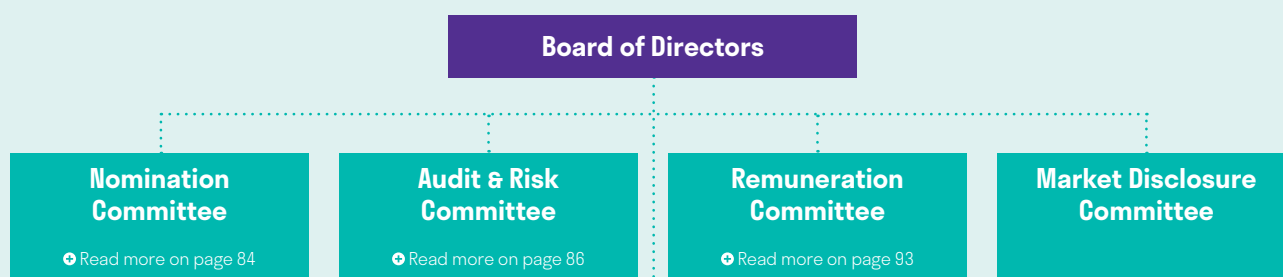 Board of Directors
Nomination
Committee
Read more on page 84
Audit & Risk
Committee
Read more on page 86
Remuneration
Committee
Read more on page 93
Market Disclosure
Committee